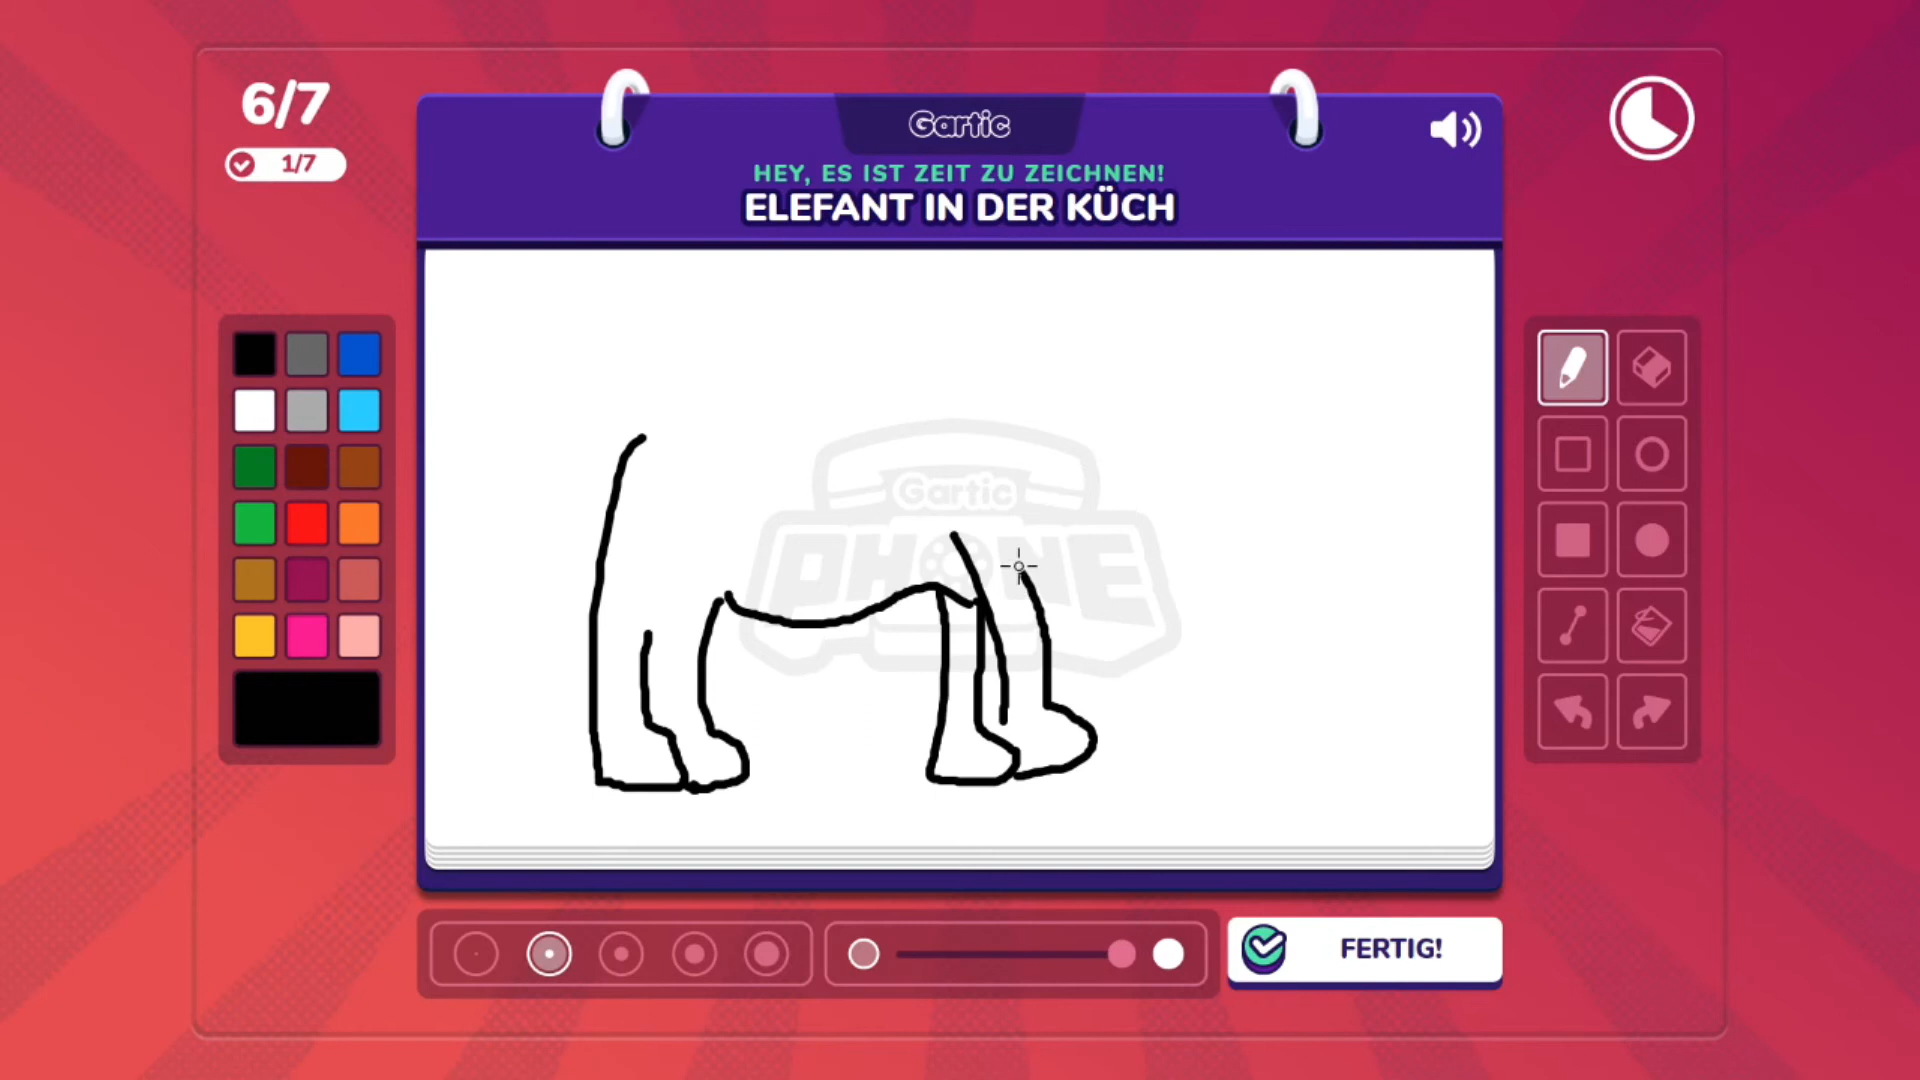 6/7
1/7
Gartic
HEY, ES IST ZEIT ZU ZEICHNEN!
ELEFANT IN DER KÜCH
Gartic
PHONE
FERTIG!